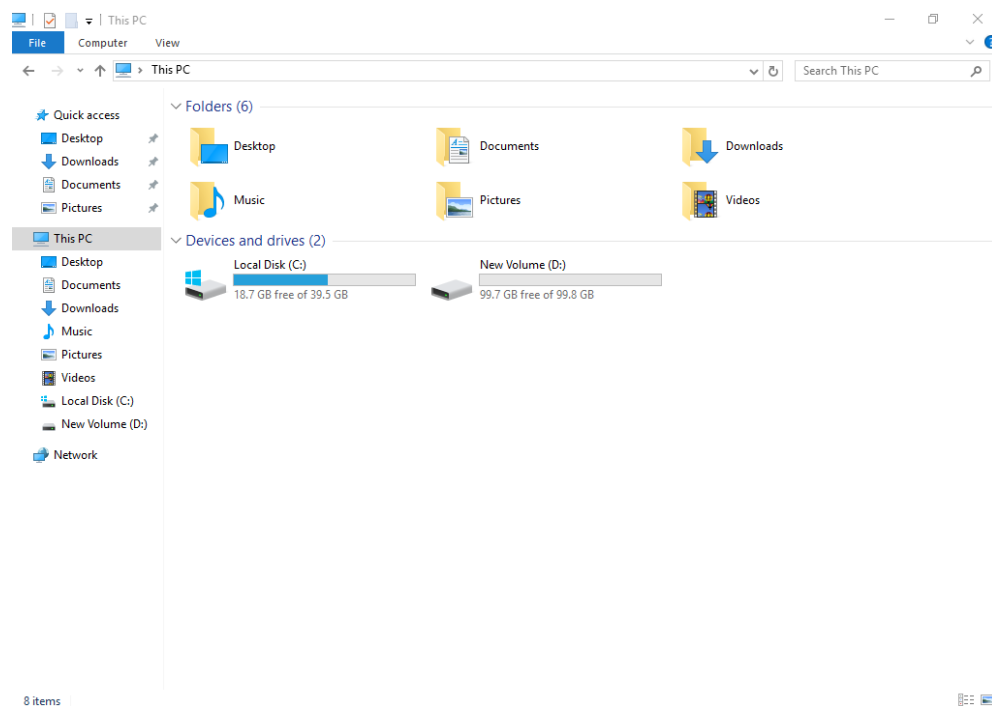 This PC
File Computer View
This PC
Search This PC
Quick access
Desktop
Downloads
Documents
Pictures
This PC
Desktop
Documents
Downloads
Music
Pictures
Videos
Local Disk (C:)
New Volume (D:)
Network
Folders (6)
Desktop Documents Downloads
Music Pictures Videos
Devices and drives (2)
Local Disk (C:)
18.7 GB free of 39.5 GB
New Volume (D:)
99.7 GB free of 99.8 GB
8 items